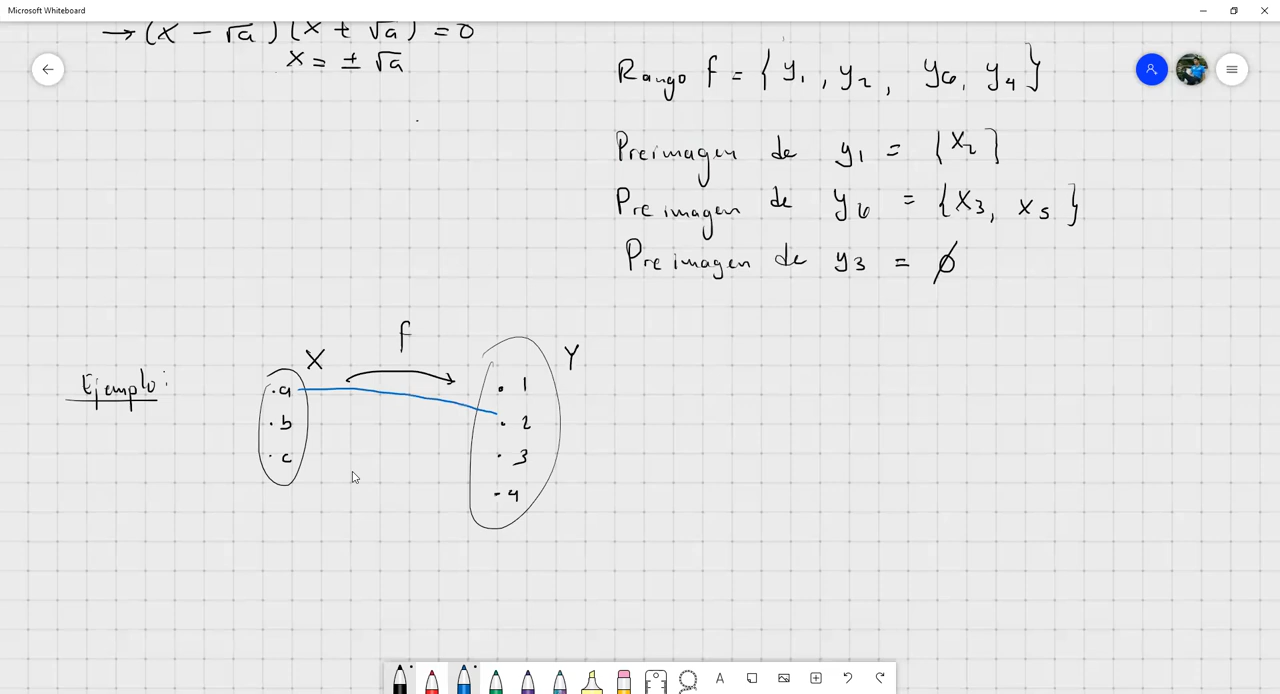 Microsoft Whiteboard
→ (x - √a) (x + √a) = 0
x = ± √a
Rango f = { y₁, y₂, y₆, y₄ }
Preimagen de y₁ = { x₂ }
Preimagen de y₆ = { x₃, x₅ }
Preimagen de y₃ = ∅
Ejemplo:
X f Y
. a
. b
. c
. 1
. 2
. 3
. 4
A